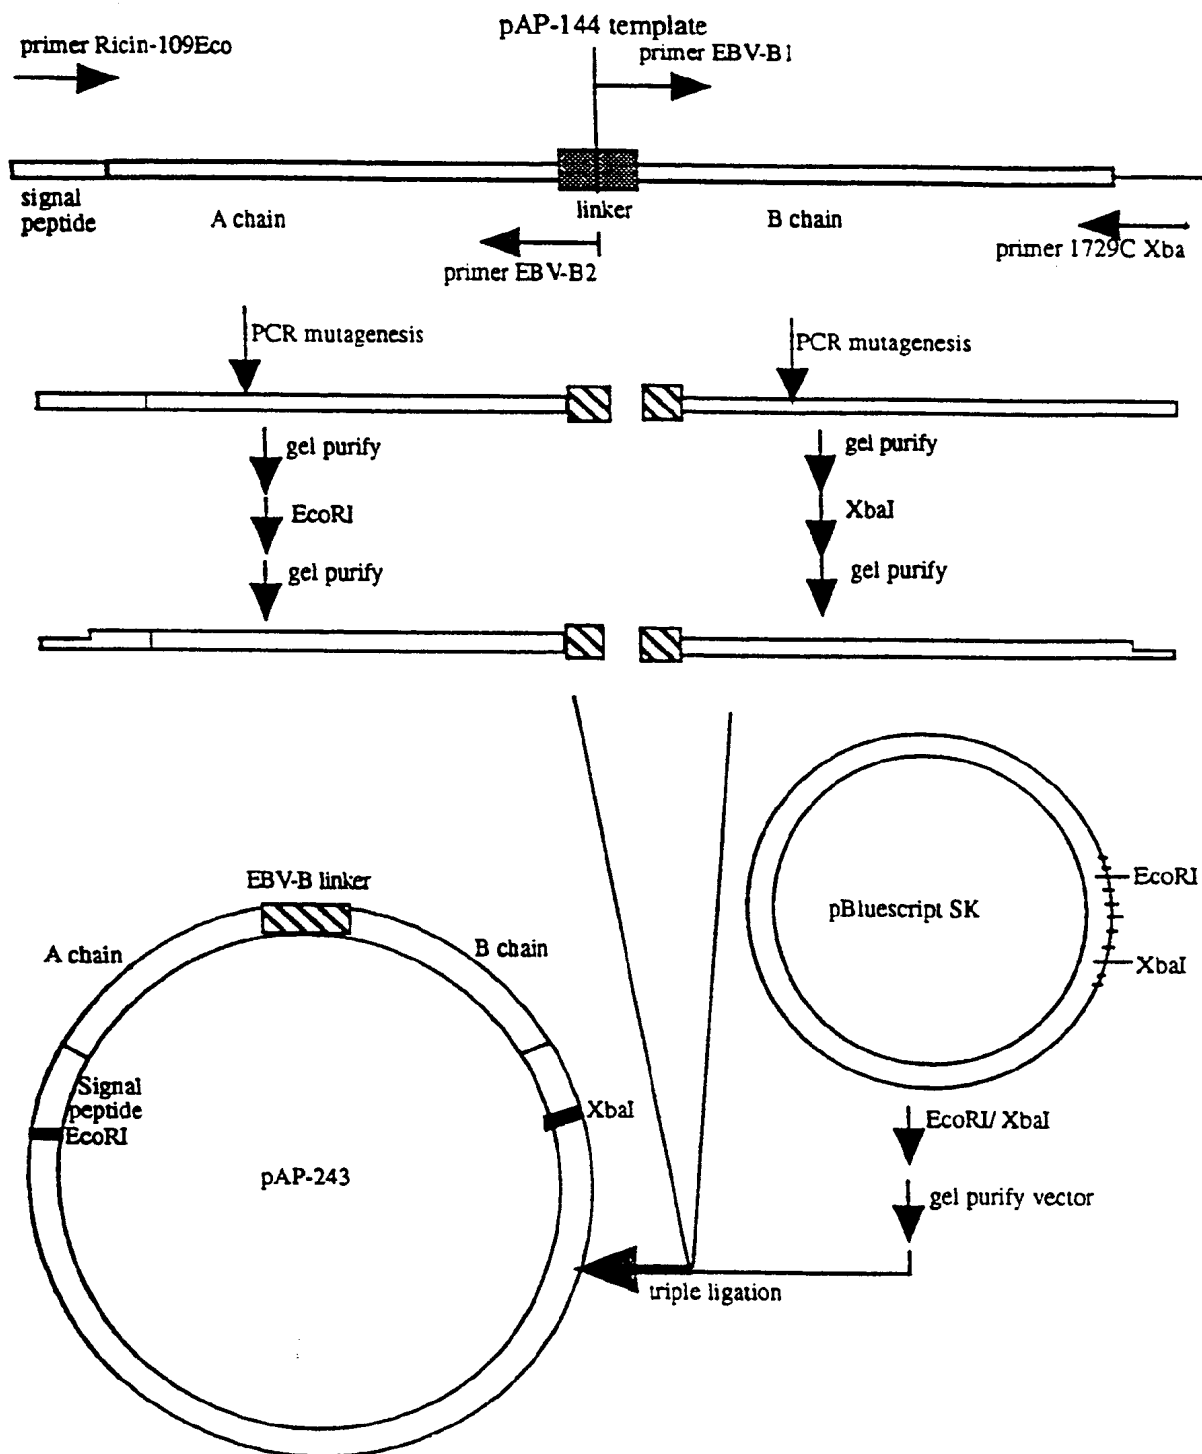 pAP-144 template
primer Ricin-109Eco
primer EBV-B1
signal
peptide
A chain
linker
B chain
primer EBV-B2
primer 1729C Xba
PCR mutagenesis
PCR mutagenesis
gel purify
gel purify
EcoRI
XbaI
gel purify
gel purify
EBV-B linker
A chain
B chain
pBluescript SK
EcoRI
XbaI
Signal
peptide
EcoRI
XbaI
pAP-243
EcoRI/ XbaI
gel purify vector
triple ligation